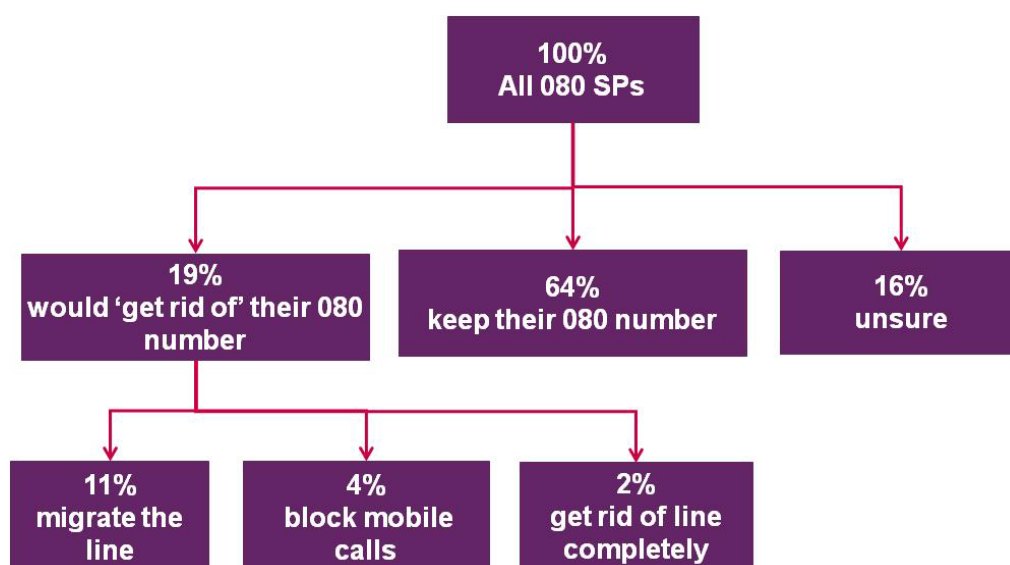 100%
All 080 SPs
19%
would ‘get rid of’ their 080
number
64%
keep their 080 number
16%
unsure
11%
migrate the
line
4%
block mobile
calls
2%
get rid of line
completely